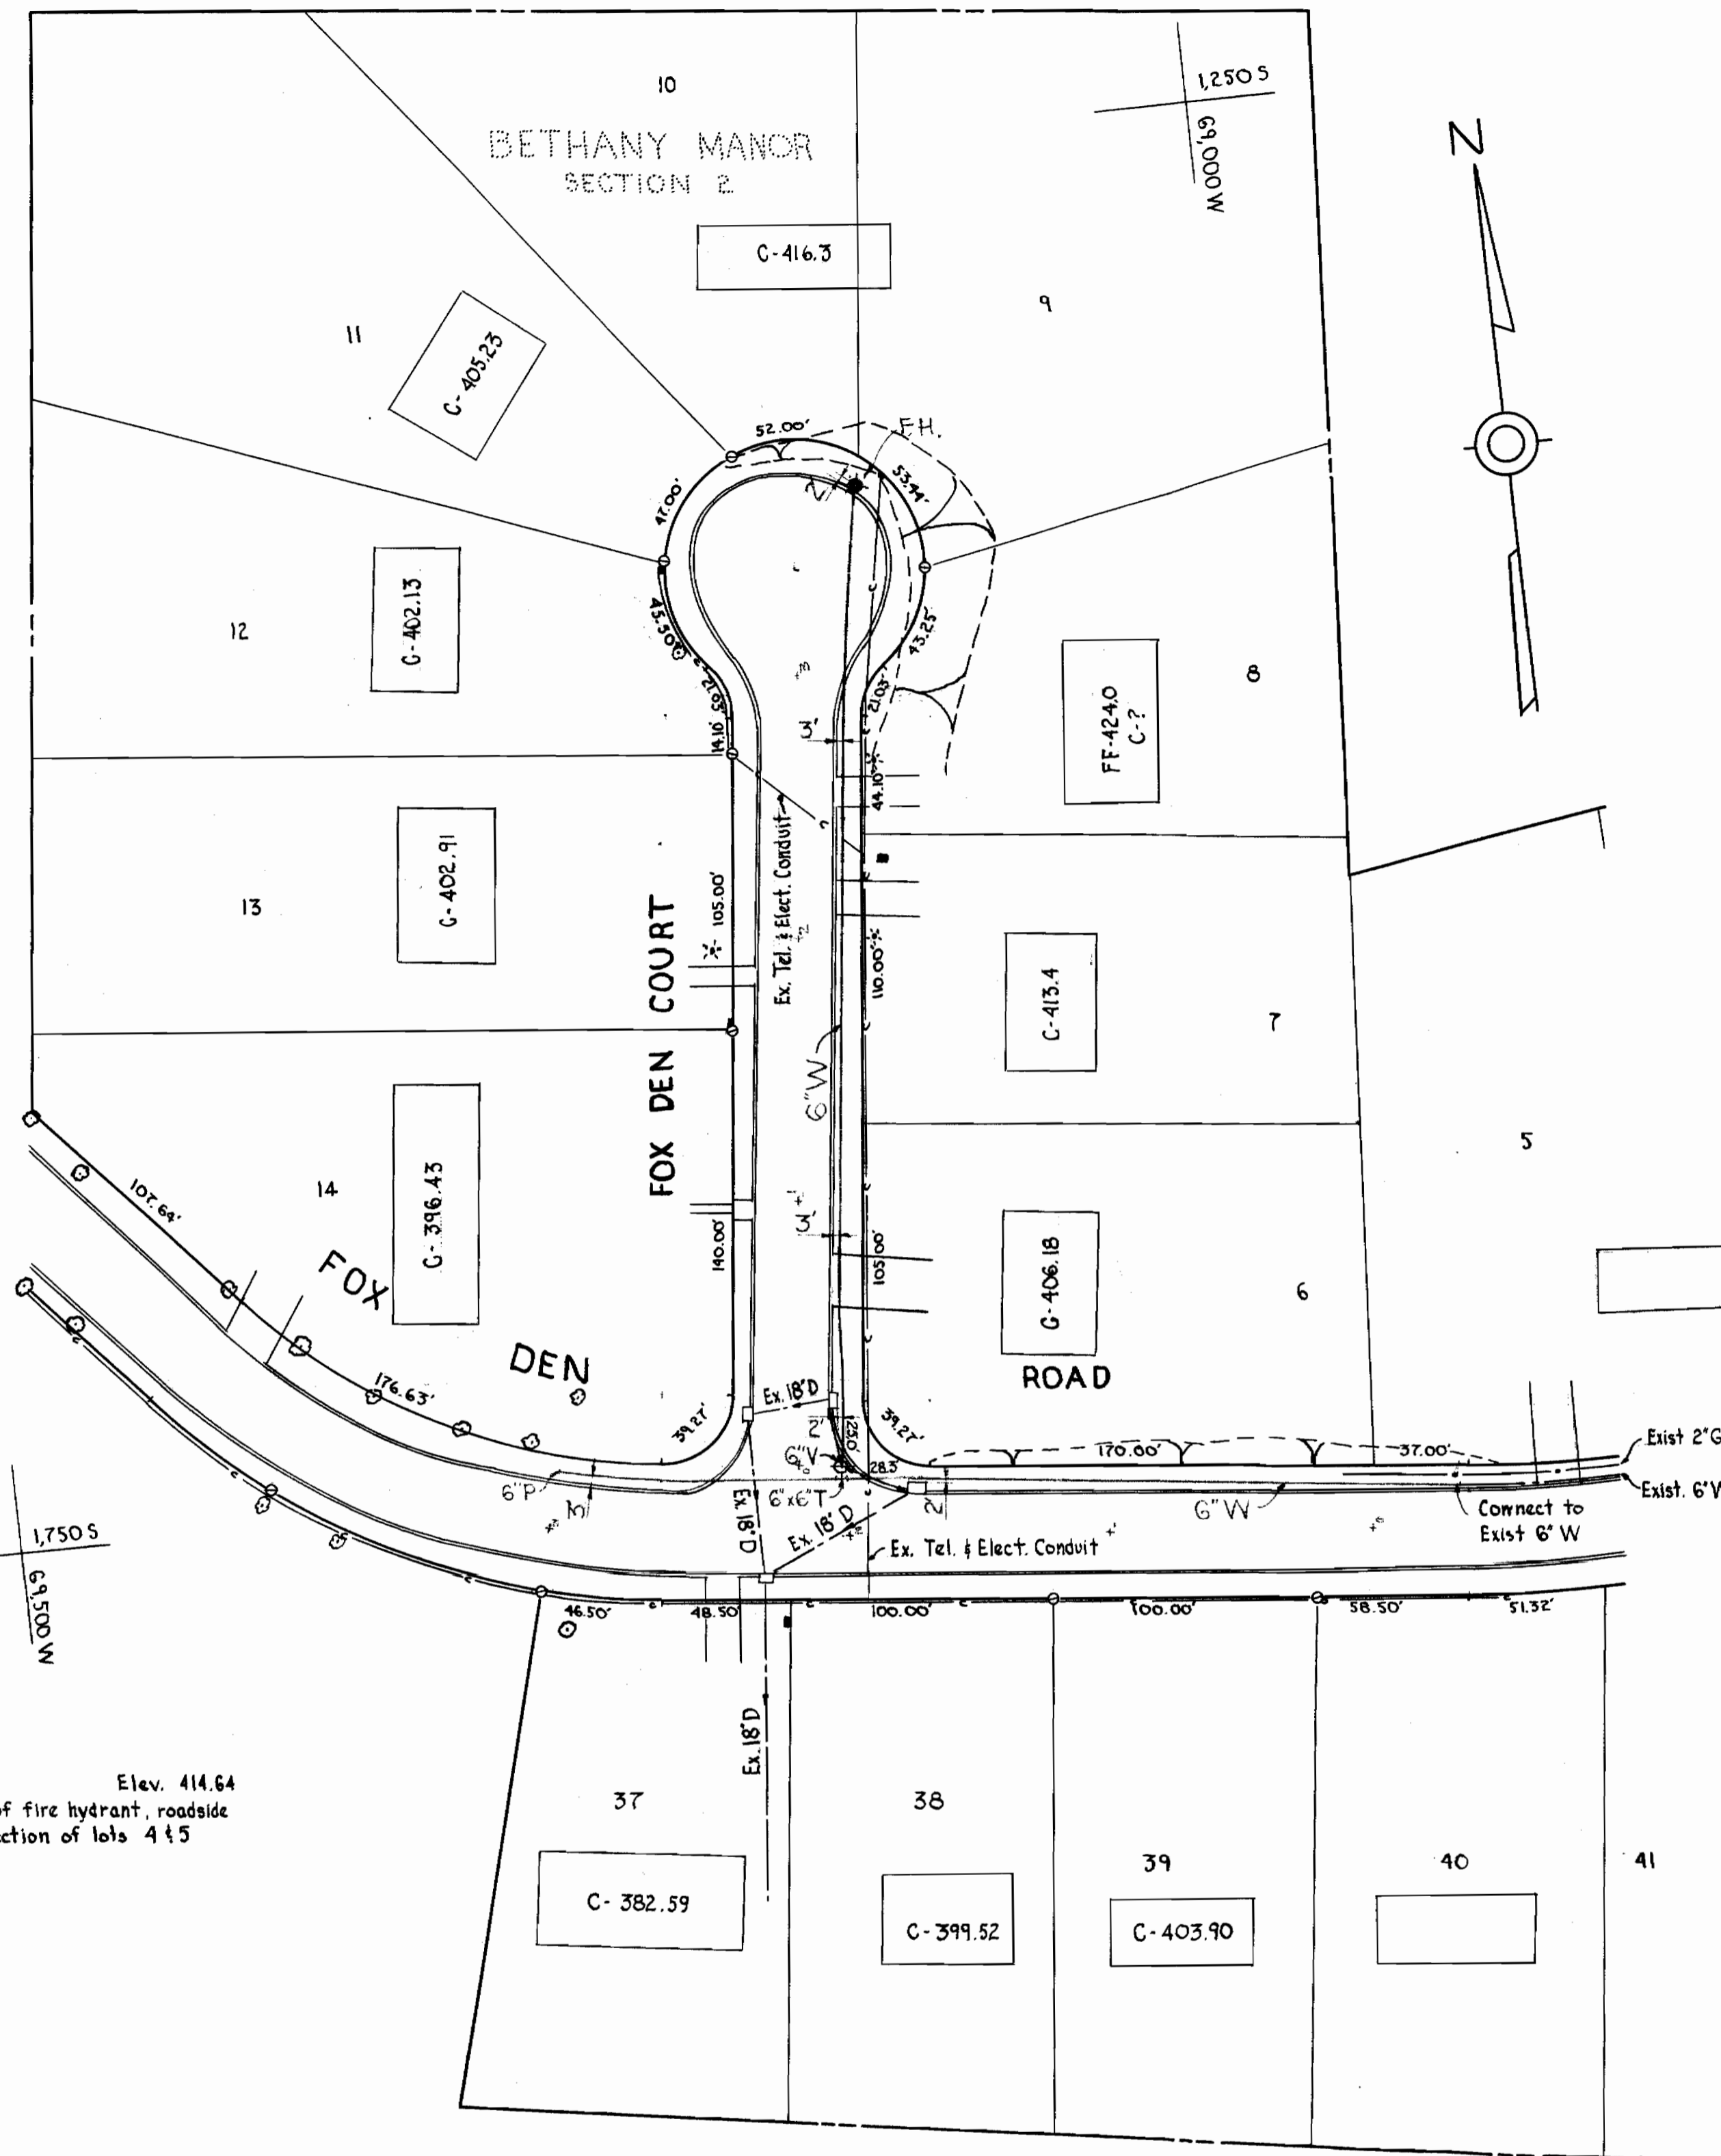 10
BETHANY MANOR
SECTION 2
1,250 S
69,000 W
N
C-416.3
9
11
C-405.23
52.00'
F.H.
53.44'
2'
47.00'
12
C-402.13
45.50'
43.25'
21.03'
14.10'
3'
44.10'
FF-424.0
C-?
8
13
C-402.91
105.00'
Ex. Tel. & Elect. Conduit
FOX DEN COURT
110.00'
C-413.4
7
6"W
5
14
C-396.43
107.64'
140.00'
3'
105.00'
C-406.18
6
FOX
DEN
ROAD
176.63'
39.27'
Ex. 18"D
2'
25.0'
39.27'
6"V
28.3
170.00'
37.00'
Exist 2"G
Exist. 6"W
6"P
3'
6"x6"T
2'
6"W
Connect to
Exist 6" W
Ex. 18" D
Ex. 18" D
Ex. Tel. & Elect. Conduit
1,750 S
69,500 W
46.50'
48.50'
100.00'
100.00'
58.50'
51.32'
Ex. 18"D
Elev. 414.64
of fire hydrant, roadside
ction of lots 4 & 5
37
38
39
40
41
C-382.59
C-399.52
C-403.90